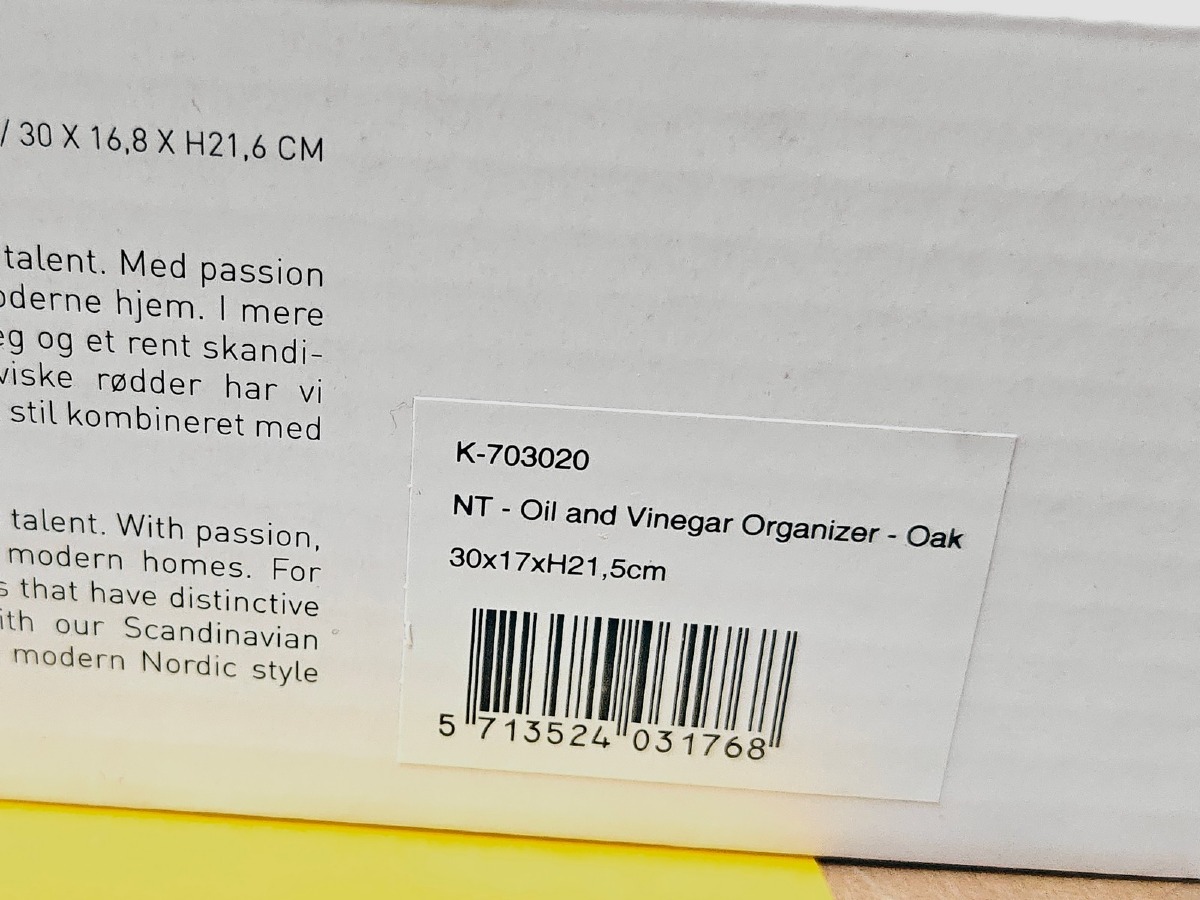 / 30 X 16,8 X H21,6 CM
talent. Med passion
oderne hjem. I mere
eg og et rent skandi-
viske rødder har vi
stil kombineret med
talent. With passion,
modern homes. For
s that have distinctive
ith our Scandinavian
modern Nordic style
K-703020
NT - Oil and Vinegar Organizer - Oak
30x17xH21,5cm
5 713524 031768